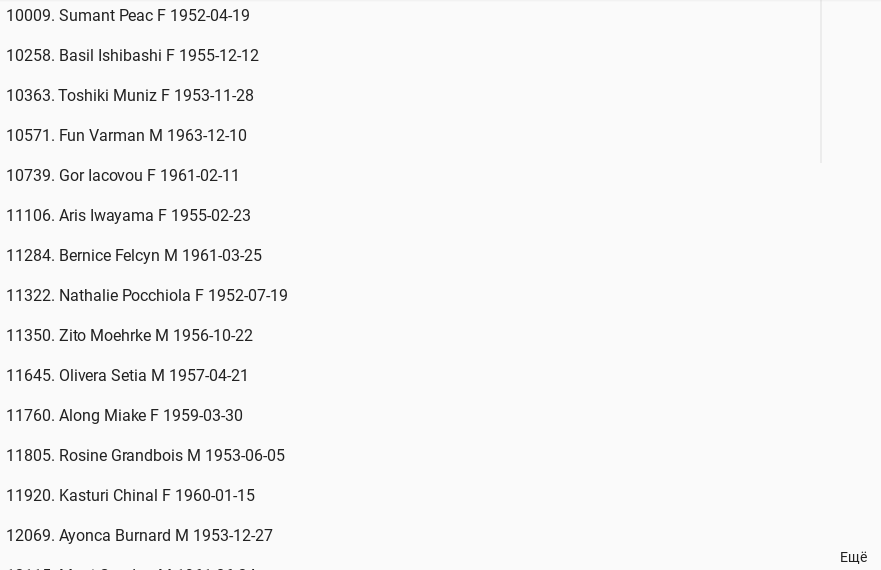 10009. Sumant Peac F 1952-04-19
10258. Basil Ishibashi F 1955-12-12
10363. Toshiki Muniz F 1953-11-28
10571. Fun Varman M 1963-12-10
10739. Gor Iacovou F 1961-02-11
11106. Aris Iwayama F 1955-02-23
11284. Bernice Felcyn M 1961-03-25
11322. Nathalie Pocchiola F 1952-07-19
11350. Zito Moehrke M 1956-10-22
11645. Olivera Setia M 1957-04-21
11760. Along Miake F 1959-03-30
11805. Rosine Grandbois M 1953-06-05
11920. Kasturi Chinal F 1960-01-15
12069. Ayonca Burnard M 1953-12-27
Ещё